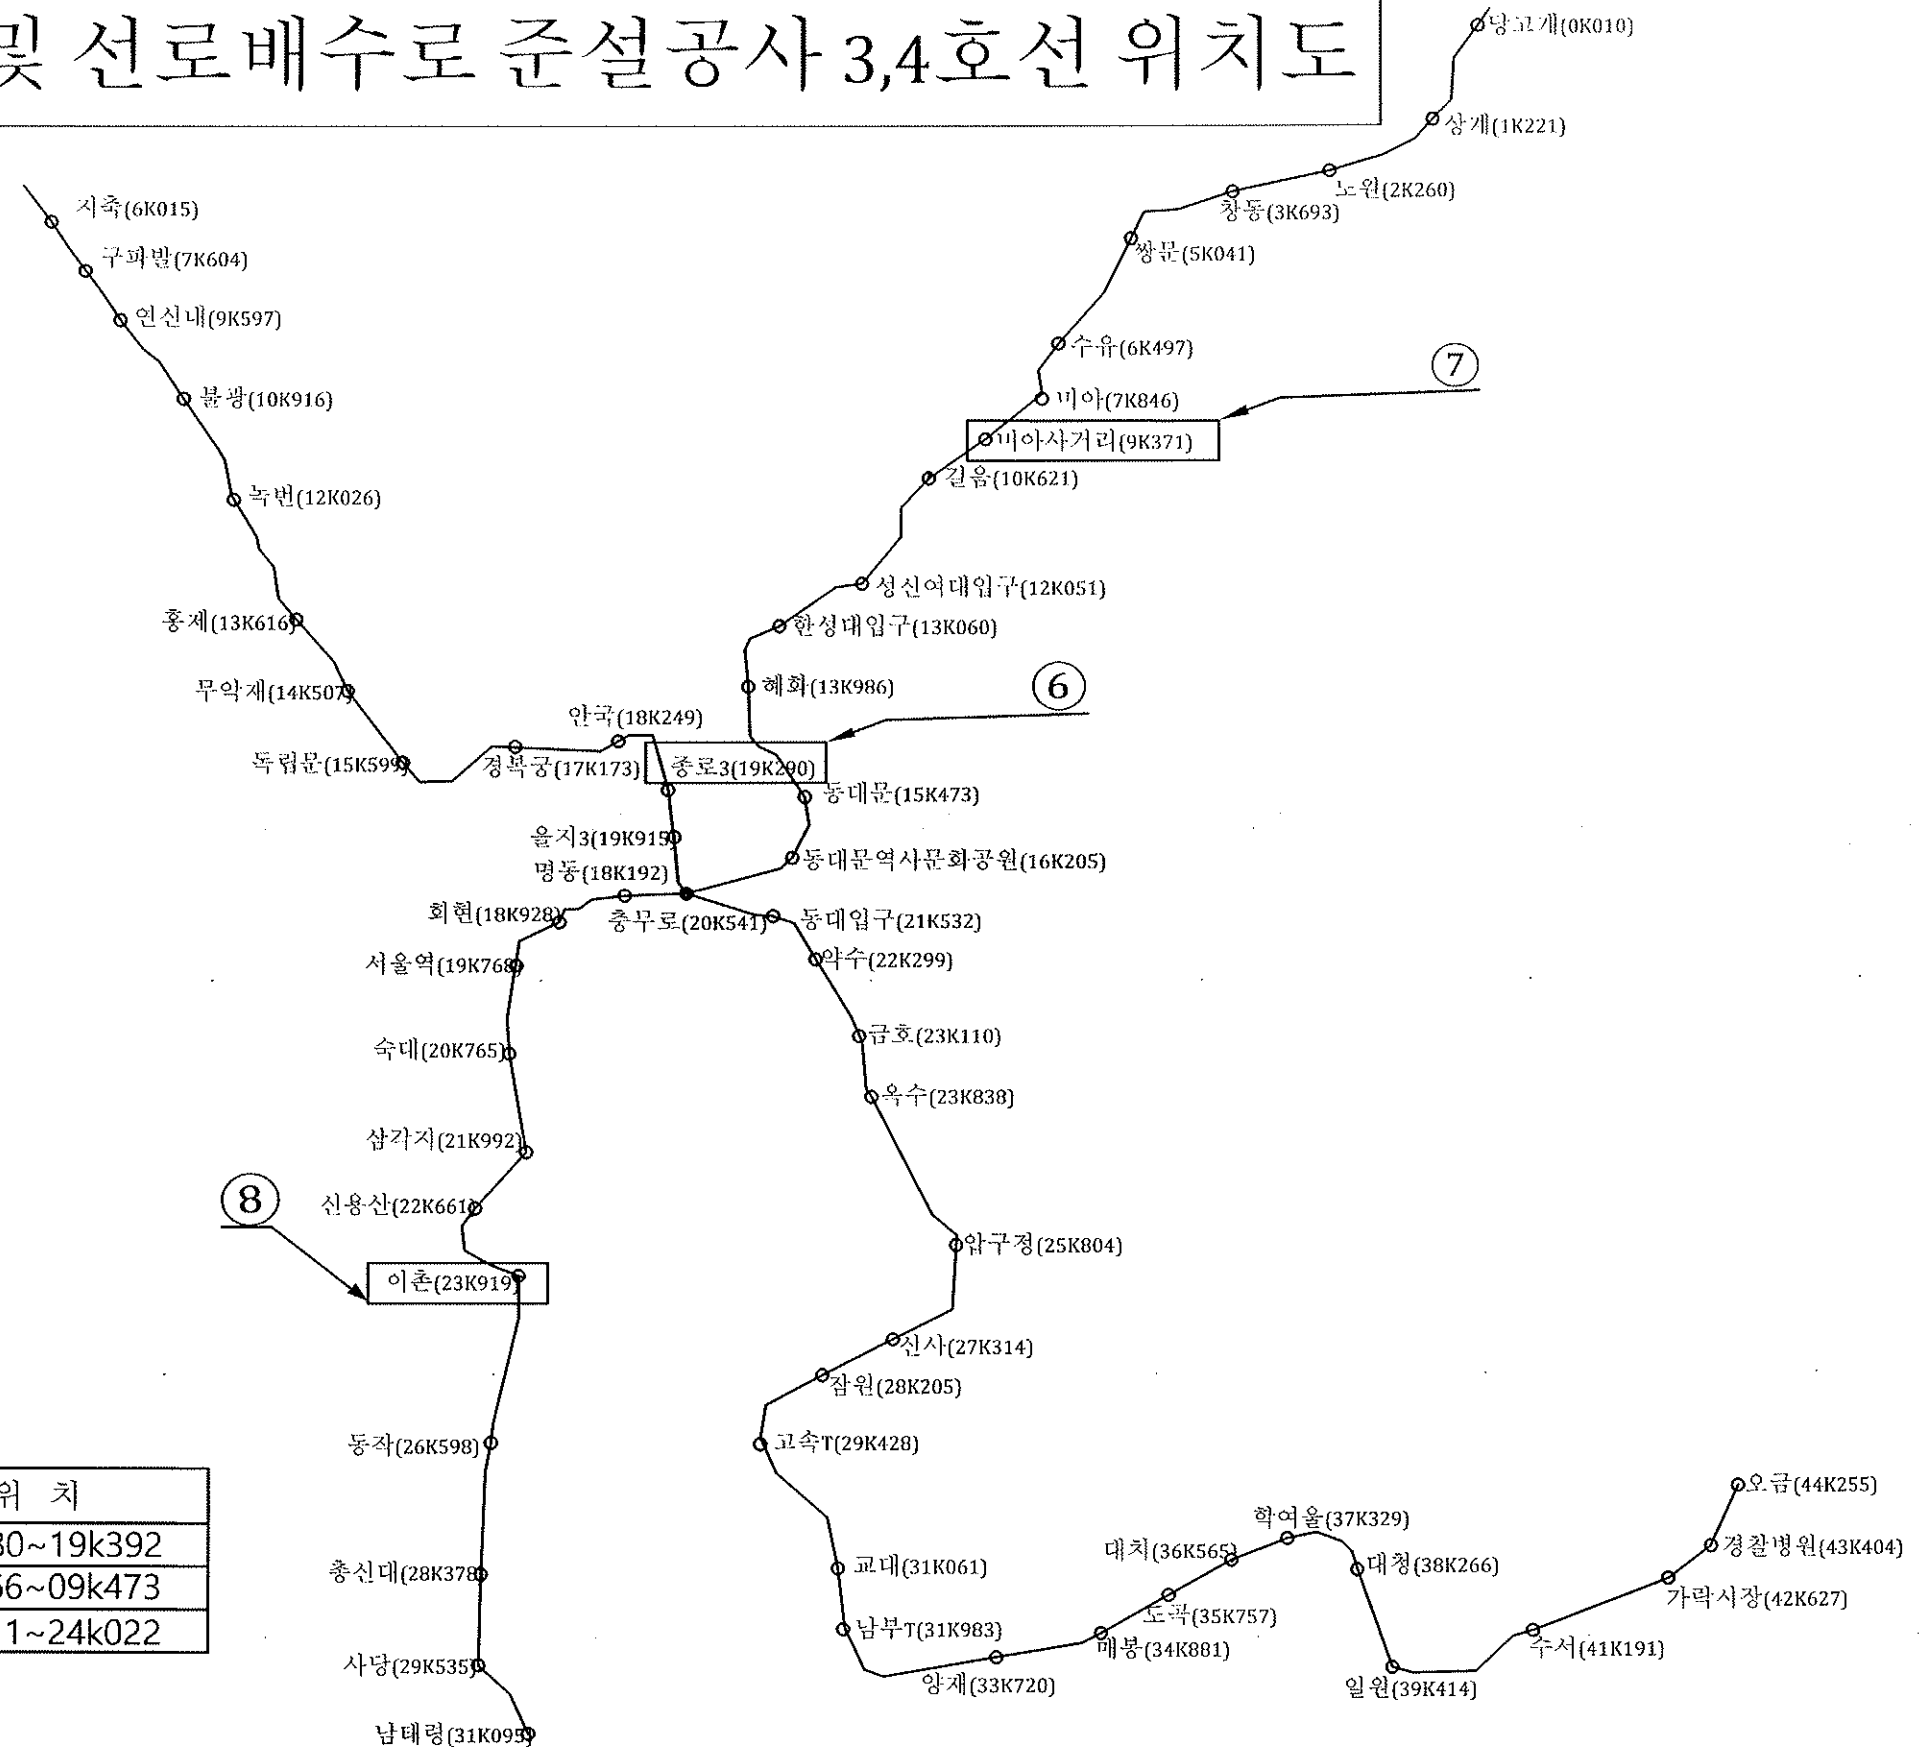 및 선로배수로 준설공사 3,4호선 위치도
당고개(0K010)
상계(1K221)
노원(2K260)
창동(3K693)
쌍문(5K041)
수유(6K497)
⑦
미아(7K846)
미아사거리(9K371)
길음(10K621)
성신여대입구(12K051)
한성대입구(13K060)
혜화(13K986)
⑥
지축(6K015)
구파발(7K604)
연신내(9K597)
불광(10K916)
녹번(12K026)
홍제(13K616)
무악재(14K507)
독립문(15K599)
경복궁(17K173)
안국(18K249)
종로3(19K290)
동대문(15K473)
을지3(19K915)
동대문역사문화공원(16K205)
명동(18K192)
회현(18K928)
충무로(20K541)
동대입구(21K532)
서울역(19K768)
약수(22K299)
숙대(20K765)
금호(23K110)
옥수(23K838)
삼각지(21K992)
⑧
신용산(22K661)
이촌(23K919)
압구정(25K804)
신사(27K314)
잠원(28K205)
동작(26K598)
고속T(29K428)
총신대(28K378)
교대(31K061)
남부T(31K983)
사당(29K535)
남태령(31K095)
양재(33K720)
매봉(34K881)
도곡(35K757)
대치(36K565)
학여울(37K329)
대청(38K266)
일원(39K414)
수서(41K191)
가락시장(42K627)
경찰병원(43K404)
오금(44K255)
위 치
~19k392
~09k473
1~24k022